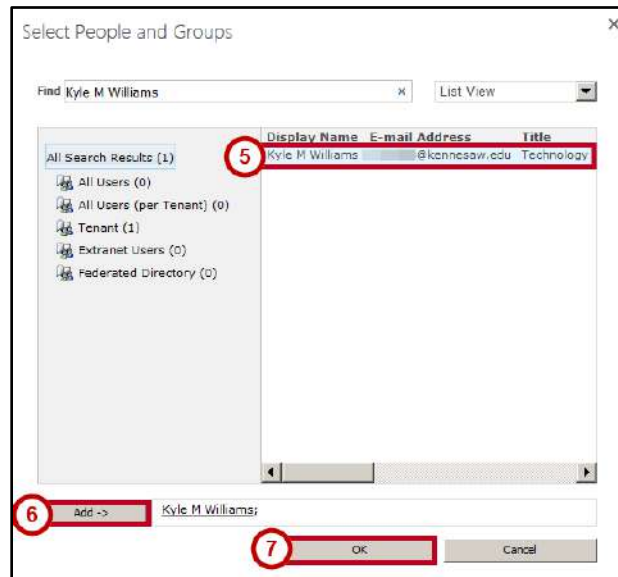 Select People and Groups
×
Find Kyle M Williams × List View
Display Name E-mail Address Title
All Search Results (1)
5 Kyle M Williams @kennesaw.edu Technology
All Users (0)
All Users (per Tenant) (0)
Tenant (1)
Extranet Users (0)
Federated Directory (0)
6 Add -> Kyle M Williams;
7 OK Cancel